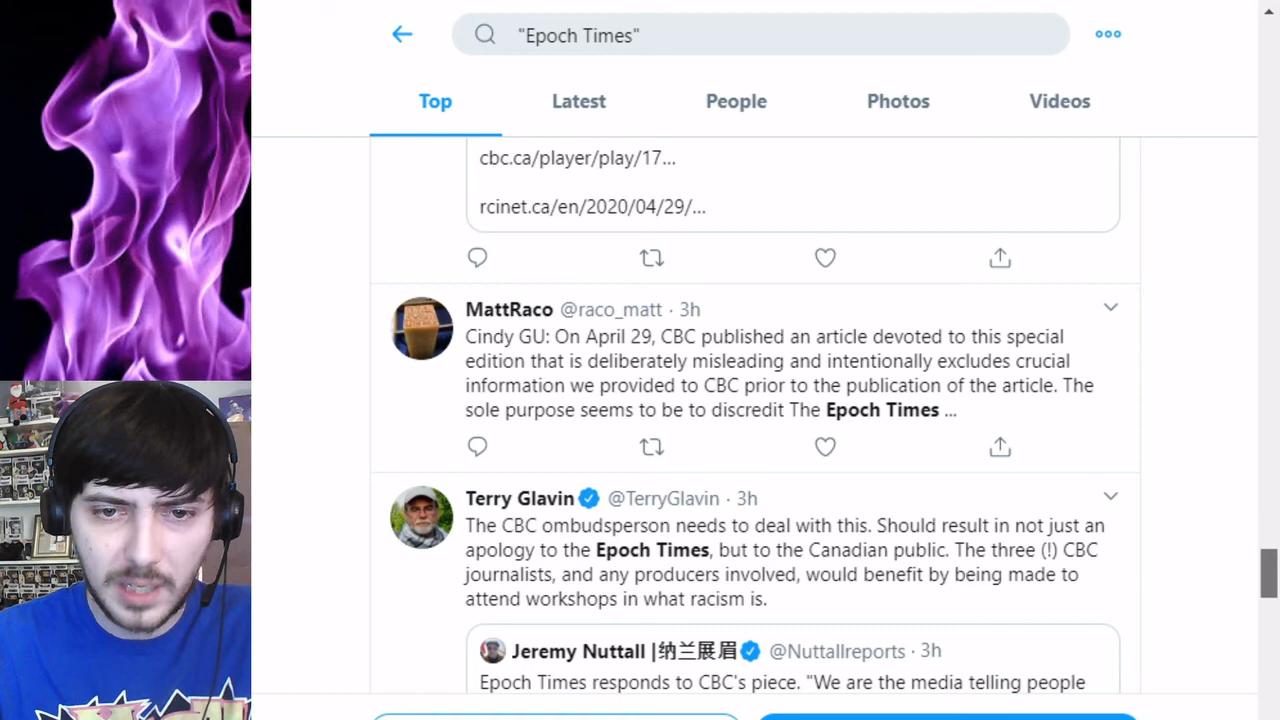 "Epoch Times"
Top Latest People Photos Videos
cbc.ca/player/play/17...
rcinet.ca/en/2020/04/29/...
MattRaco @raco_matt · 3h
Cindy GU: On April 29, CBC published an article devoted to this special
edition that is deliberately misleading and intentionally excludes crucial
information we provided to CBC prior to the publication of the article. The
sole purpose seems to be to discredit The Epoch Times ...
Terry Glavin @TerryGlavin · 3h
The CBC ombudsperson needs to deal with this. Should result in not just an
apology to the Epoch Times, but to the Canadian public. The three (!) CBC
journalists, and any producers involved, would benefit by being made to
attend workshops in what racism is.
Jeremy Nuttall |纳兰展眉 @Nuttallreports · 3h
Epoch Times responds to CBC's piece. "We are the media telling people